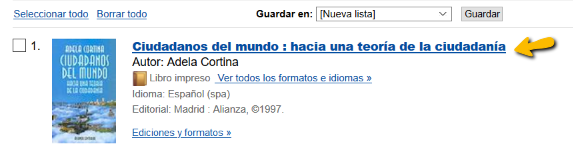 Seleccionar todo Borrar todo Guardar en: [Nueva lista] Guardar
1. Ciudadanos del mundo : hacia una teoría de la ciudadanía
Autor: Adela Cortina
Libro impreso Ver todos los formatos e idiomas »
Idioma: Español (spa)
Editorial: Madrid : Alianza, ©1997.
Ediciones y formatos »
ADELA CORTINA
CIUDADANOS
DEL MUNDO
HACIA UNA TEORÍA
DE LA CIUDADANÍA